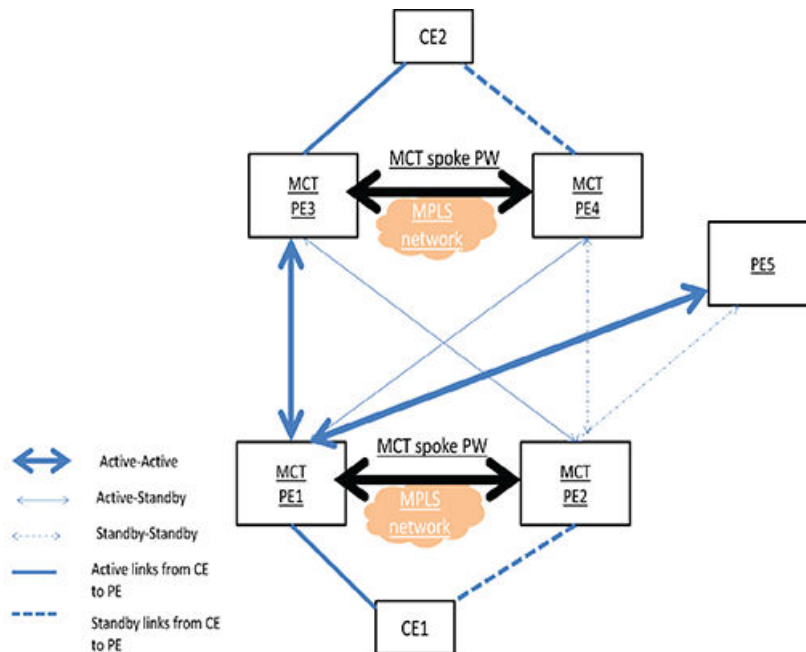 CE2
MCT spoke PW
MCT
PE3
MCT
PE4
MPLS
network
PE5
MCT spoke PW
MCT
PE1
MCT
PE2
MPLS
network
CE1
Active-Active
Active-Standby
Standby-Standby
Active links from CE
to PE
Standby links from CE
to PE